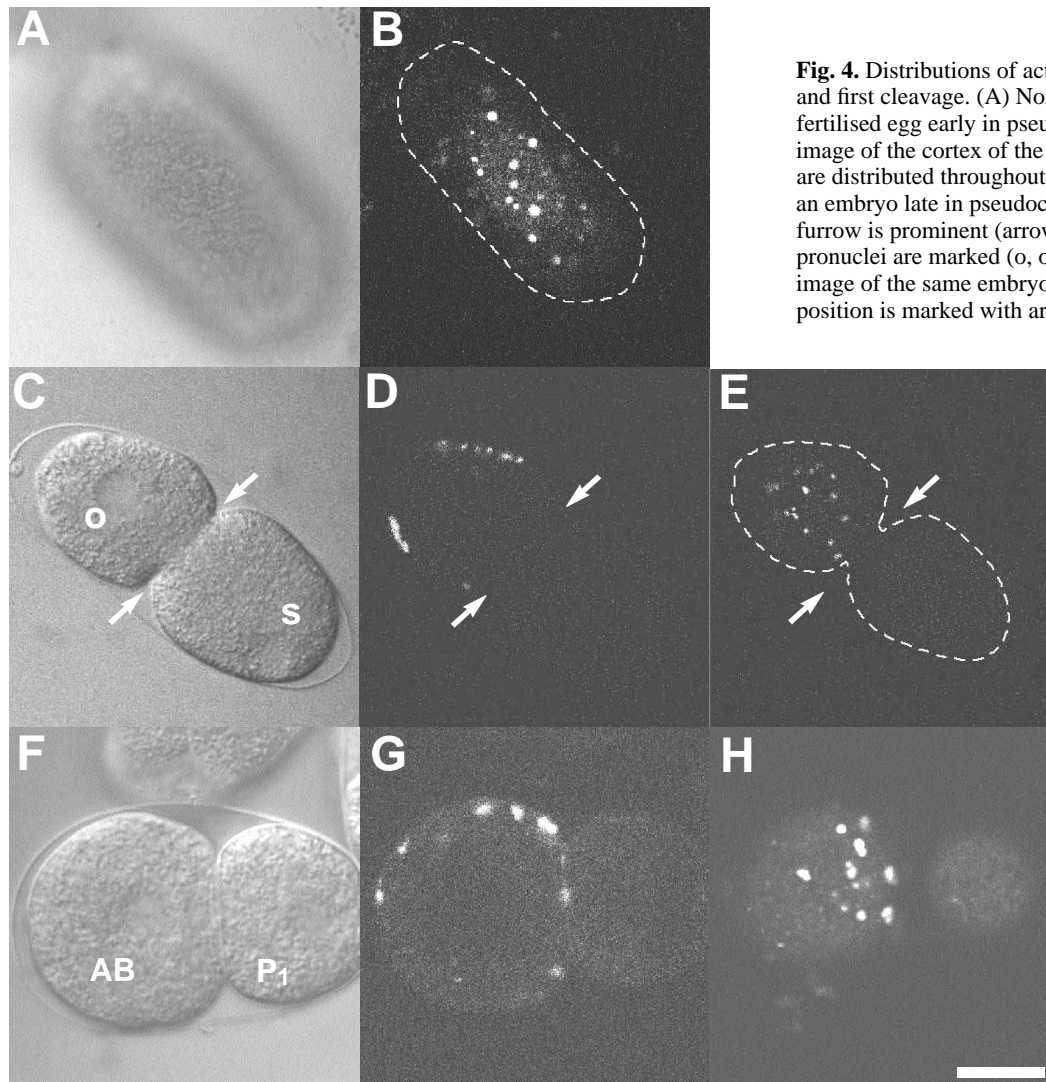 A
B
Fig. 4. Distributions of act
and first cleavage. (A) No
fertilised egg early in pseu
image of the cortex of the
are distributed throughout
an embryo late in pseudoc
furrow is prominent (arrow
pronuclei are marked (o, o
image of the same embryo
position is marked with ar
C
o
s
D
E
F
AB
P₁
G
H